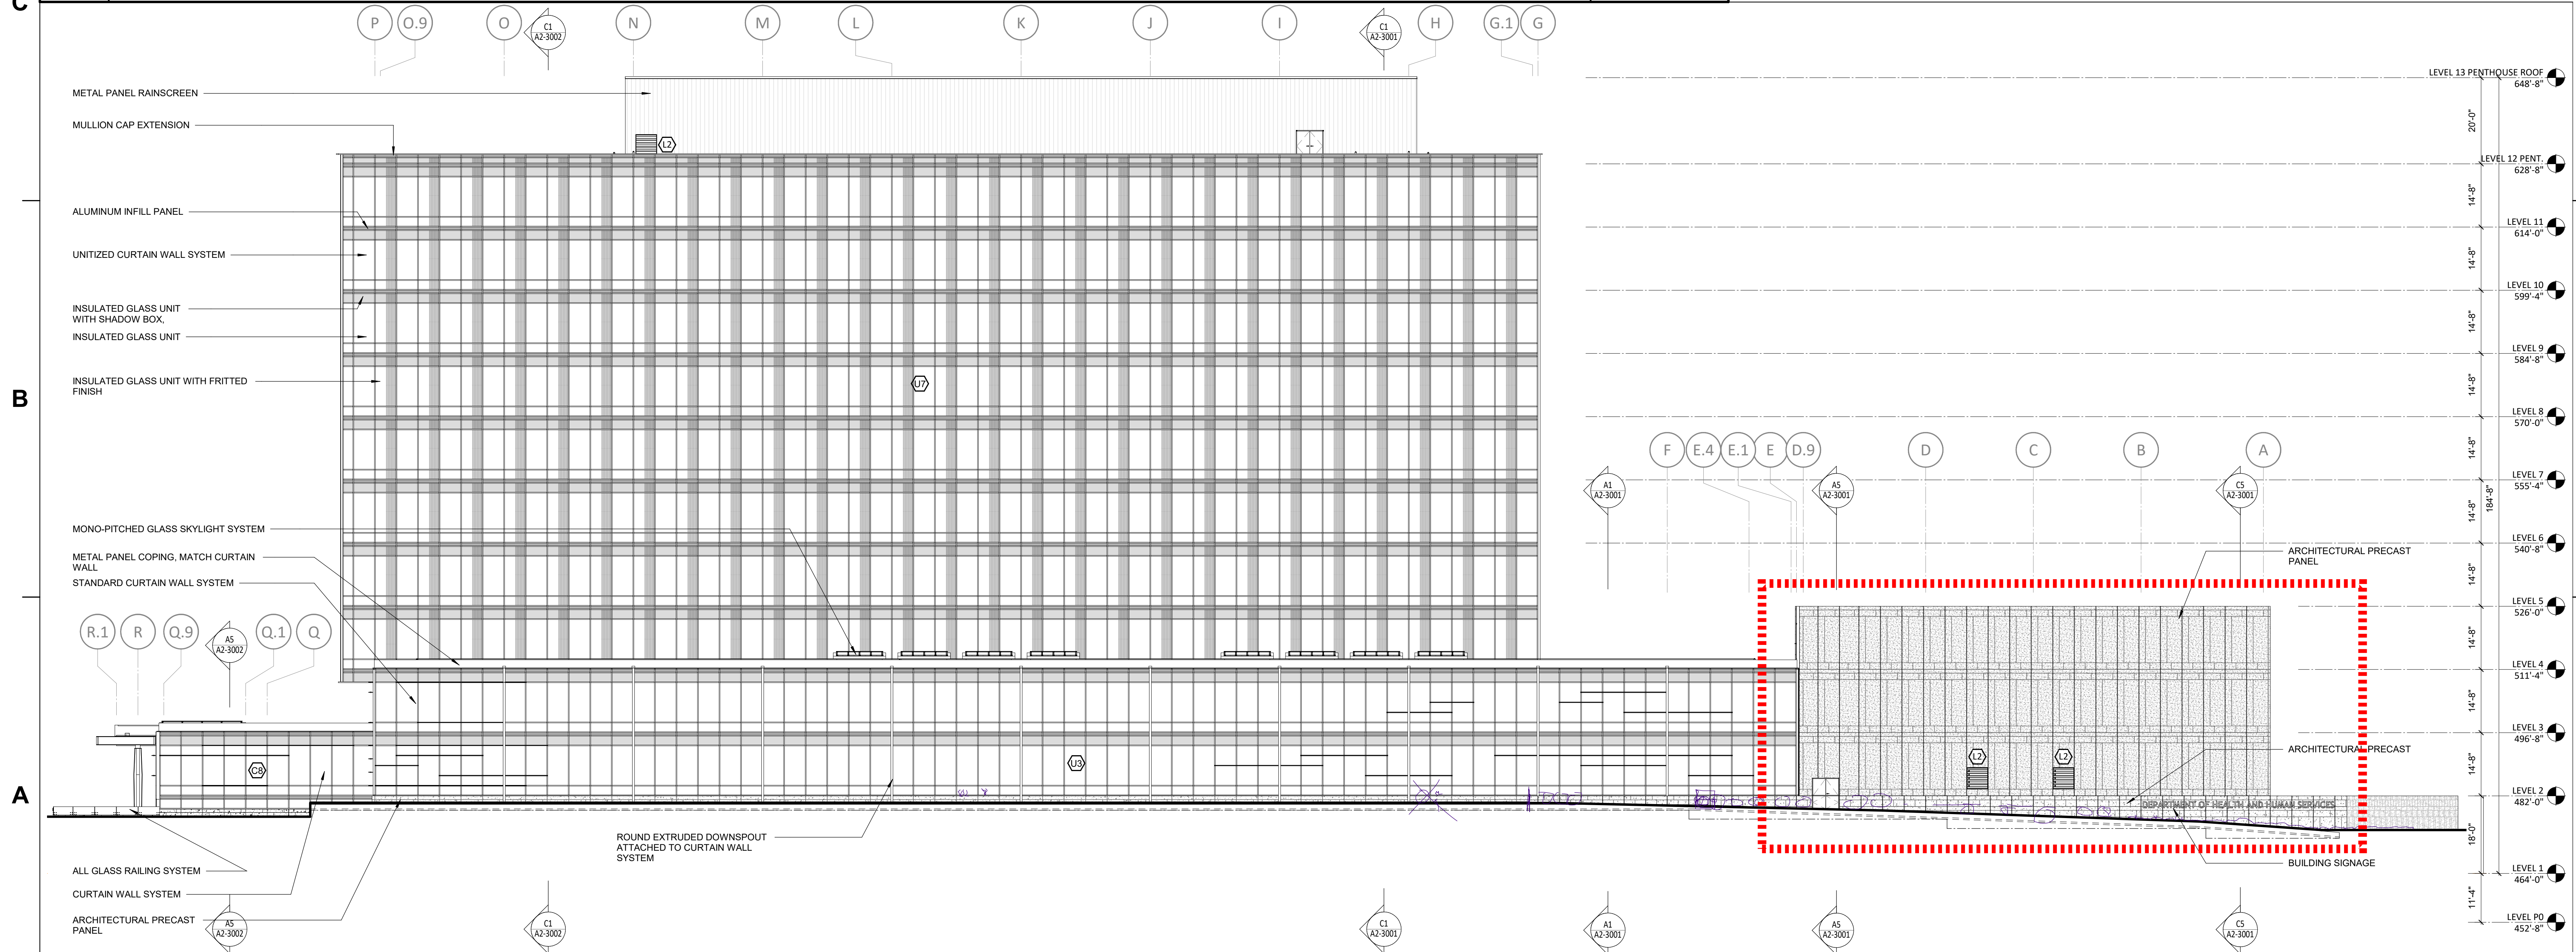 C
P
O.9
O
C1
A2-3002
N
M
L
K
J
I
C1
A2-3001
H
G.1
G
LEVEL 13 PENTHOUSE ROOF
648'-8"
METAL PANEL RAINSCREEN
20'-0"
MULLION CAP EXTENSION
L2
LEVEL 12 PENT.
628'-8"
14'-8"
ALUMINUM INFILL PANEL
LEVEL 11
614'-0"
UNITIZED CURTAIN WALL SYSTEM
14'-8"
LEVEL 10
599'-4"
INSULATED GLASS UNIT
WITH SHADOW BOX,
14'-8"
INSULATED GLASS UNIT
LEVEL 9
584'-8"
INSULATED GLASS UNIT WITH FRITTED
FINISH
U7
14'-8"
B
LEVEL 8
570'-0"
F
E.4
E.1
E
D.9
D
C
B
A
14'-8"
LEVEL 7
555'-4"
A1
A2-3001
A5
A2-3001
C5
A2-3001
184'-8"
14'-8"
MONO-PITCHED GLASS SKYLIGHT SYSTEM
LEVEL 6
540'-8"
METAL PANEL COPING, MATCH CURTAIN
WALL
ARCHITECTURAL PRECAST
PANEL
14'-8"
STANDARD CURTAIN WALL SYSTEM
LEVEL 5
526'-0"
R.1
R
Q.9
A5
A2-3002
Q.1
Q
14'-8"
LEVEL 4
511'-4"
14'-8"
LEVEL 3
496'-8"
ARCHITECTURAL PRECAST
C8
U3
L2
L2
14'-8"
A
LEVEL 2
482'-0"
DEPARTMENT OF HEALTH AND HUMAN SERVICES
18'-0"
ROUND EXTRUDED DOWNSPOUT
ATTACHED TO CURTAIN WALL
SYSTEM
BUILDING SIGNAGE
ALL GLASS RAILING SYSTEM
LEVEL 1
464'-0"
CURTAIN WALL SYSTEM
11'-4"
ARCHITECTURAL PRECAST
PANEL
A5
A2-3002
C1
A2-3002
C1
A2-3001
A1
A2-3001
A5
A2-3001
C5
A2-3001
LEVEL P0
452'-8"